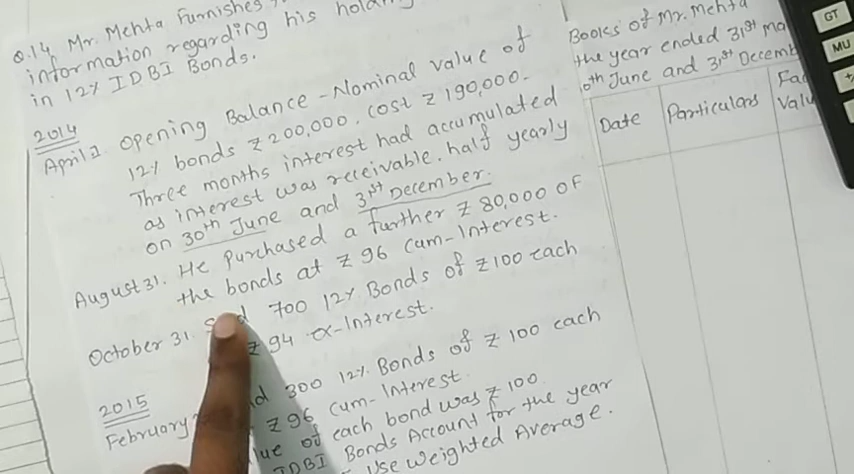 Q.14. Mr. Mehta Furnishes
information regarding his
in 12% IDBI Bonds.
2014
April 1 Opening Balance - Nominal value of
12% bonds ₹200,000. Cost ₹190,000.
Three months interest had accumulated
as interest was receivable. half yearly
on 30th June and 31st December.
August 31. He purchased a further ₹80,000 of
the bonds at ₹96 cum-Interest.
October 31. 700 12% Bonds of ₹100 each
₹94 ex-Interest.
2015
February 300 12% Bonds of ₹100 each
₹96 cum-Interest.
of each bond was ₹100.
IDBI Bonds Account for the year
Use Weighted Average.
Books of Mr. Mehta
the year ended 31st
June and 31st
Date Particulars
GT
MU